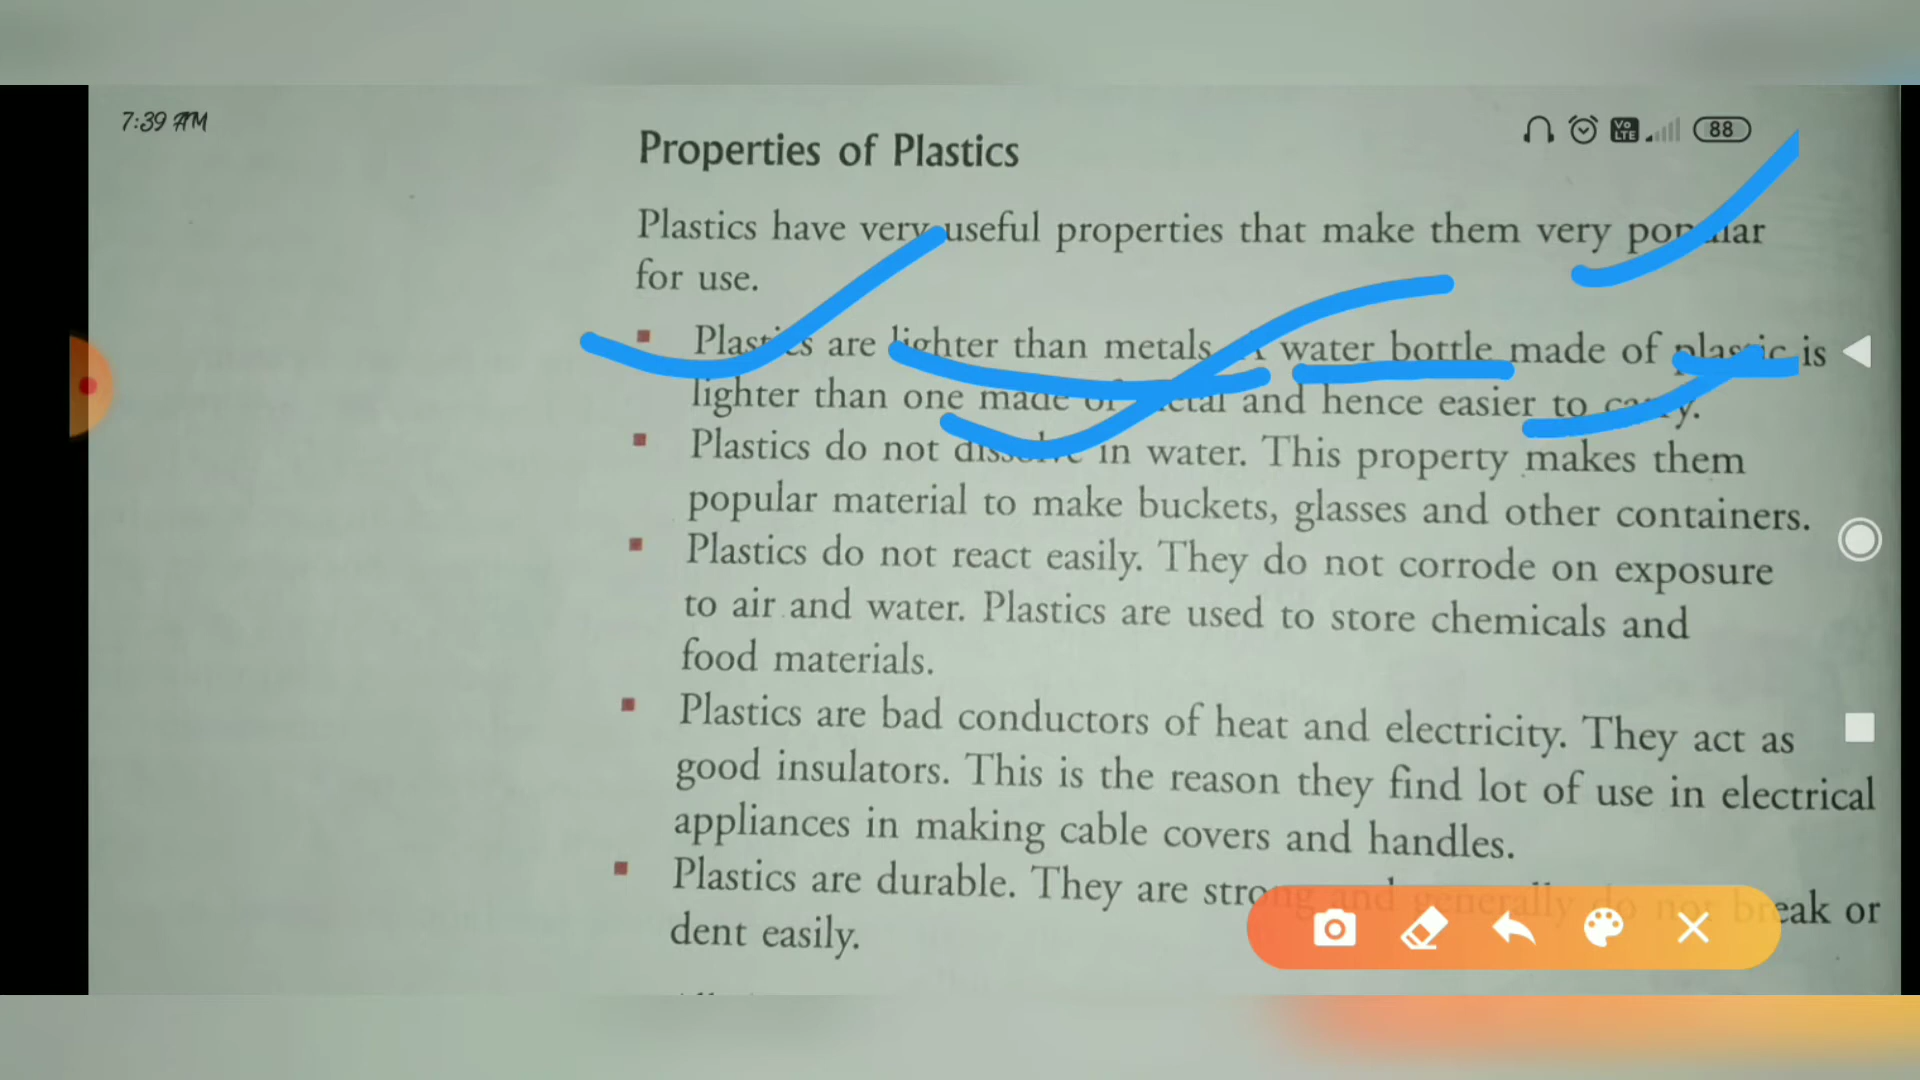 7:39 AM
88
Vo LTE
Properties of Plastics
Plastics have very useful properties that make them very popular
for use.
Plastics are lighter than metals. A water bottle made of plastic is
lighter than one made of metal and hence easier to carry.
Plastics do not dissolve in water. This property makes them
popular material to make buckets, glasses and other containers.
Plastics do not react easily. They do not corrode on exposure
to air and water. Plastics are used to store chemicals and
food materials.
Plastics are bad conductors of heat and electricity. They act as
good insulators. This is the reason they find lot of use in electrical
appliances in making cable covers and handles.
Plastics are durable. They are strong and generally do not break or
dent easily.